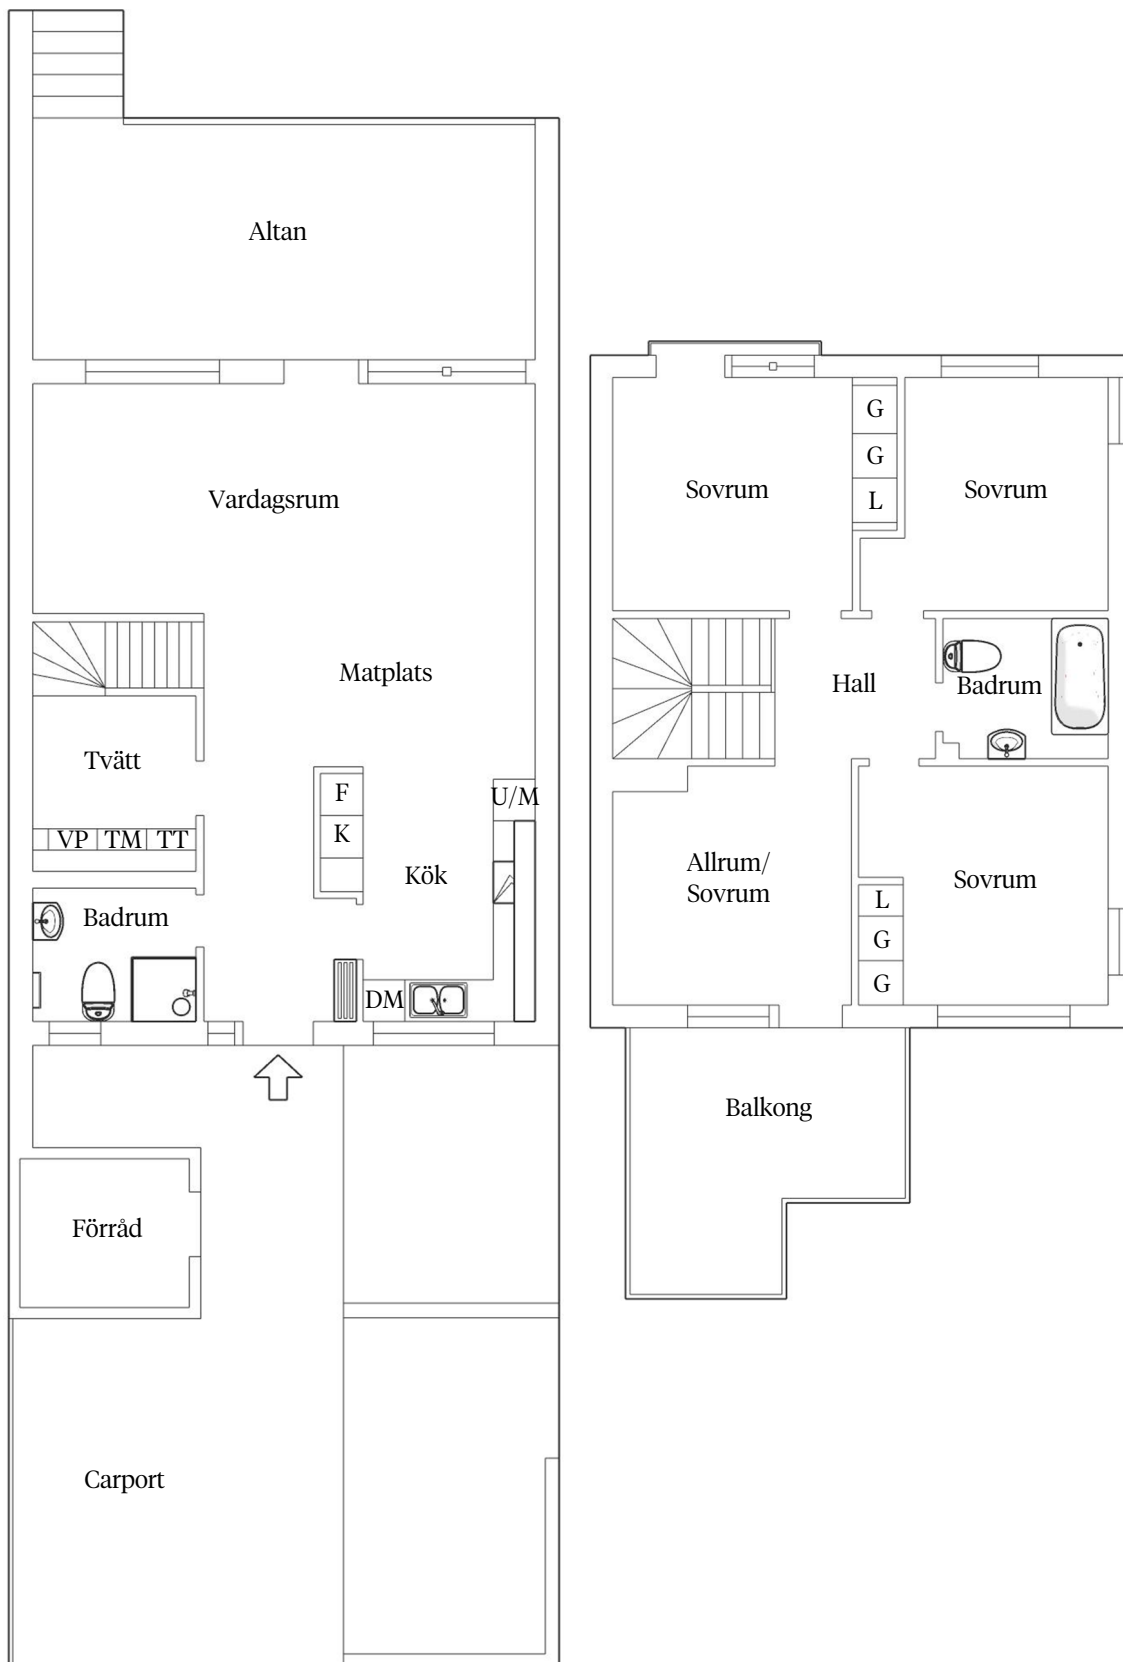 Altan
Vardagsrum
Matplats
Tvätt
VP TM TT
F
K
U/M
Kök
Badrum
DM
Förråd
Carport
Sovrum
G
G
L
Sovrum
Hall
Badrum
Allrum/
Sovrum
L
G
G
Sovrum
Balkong